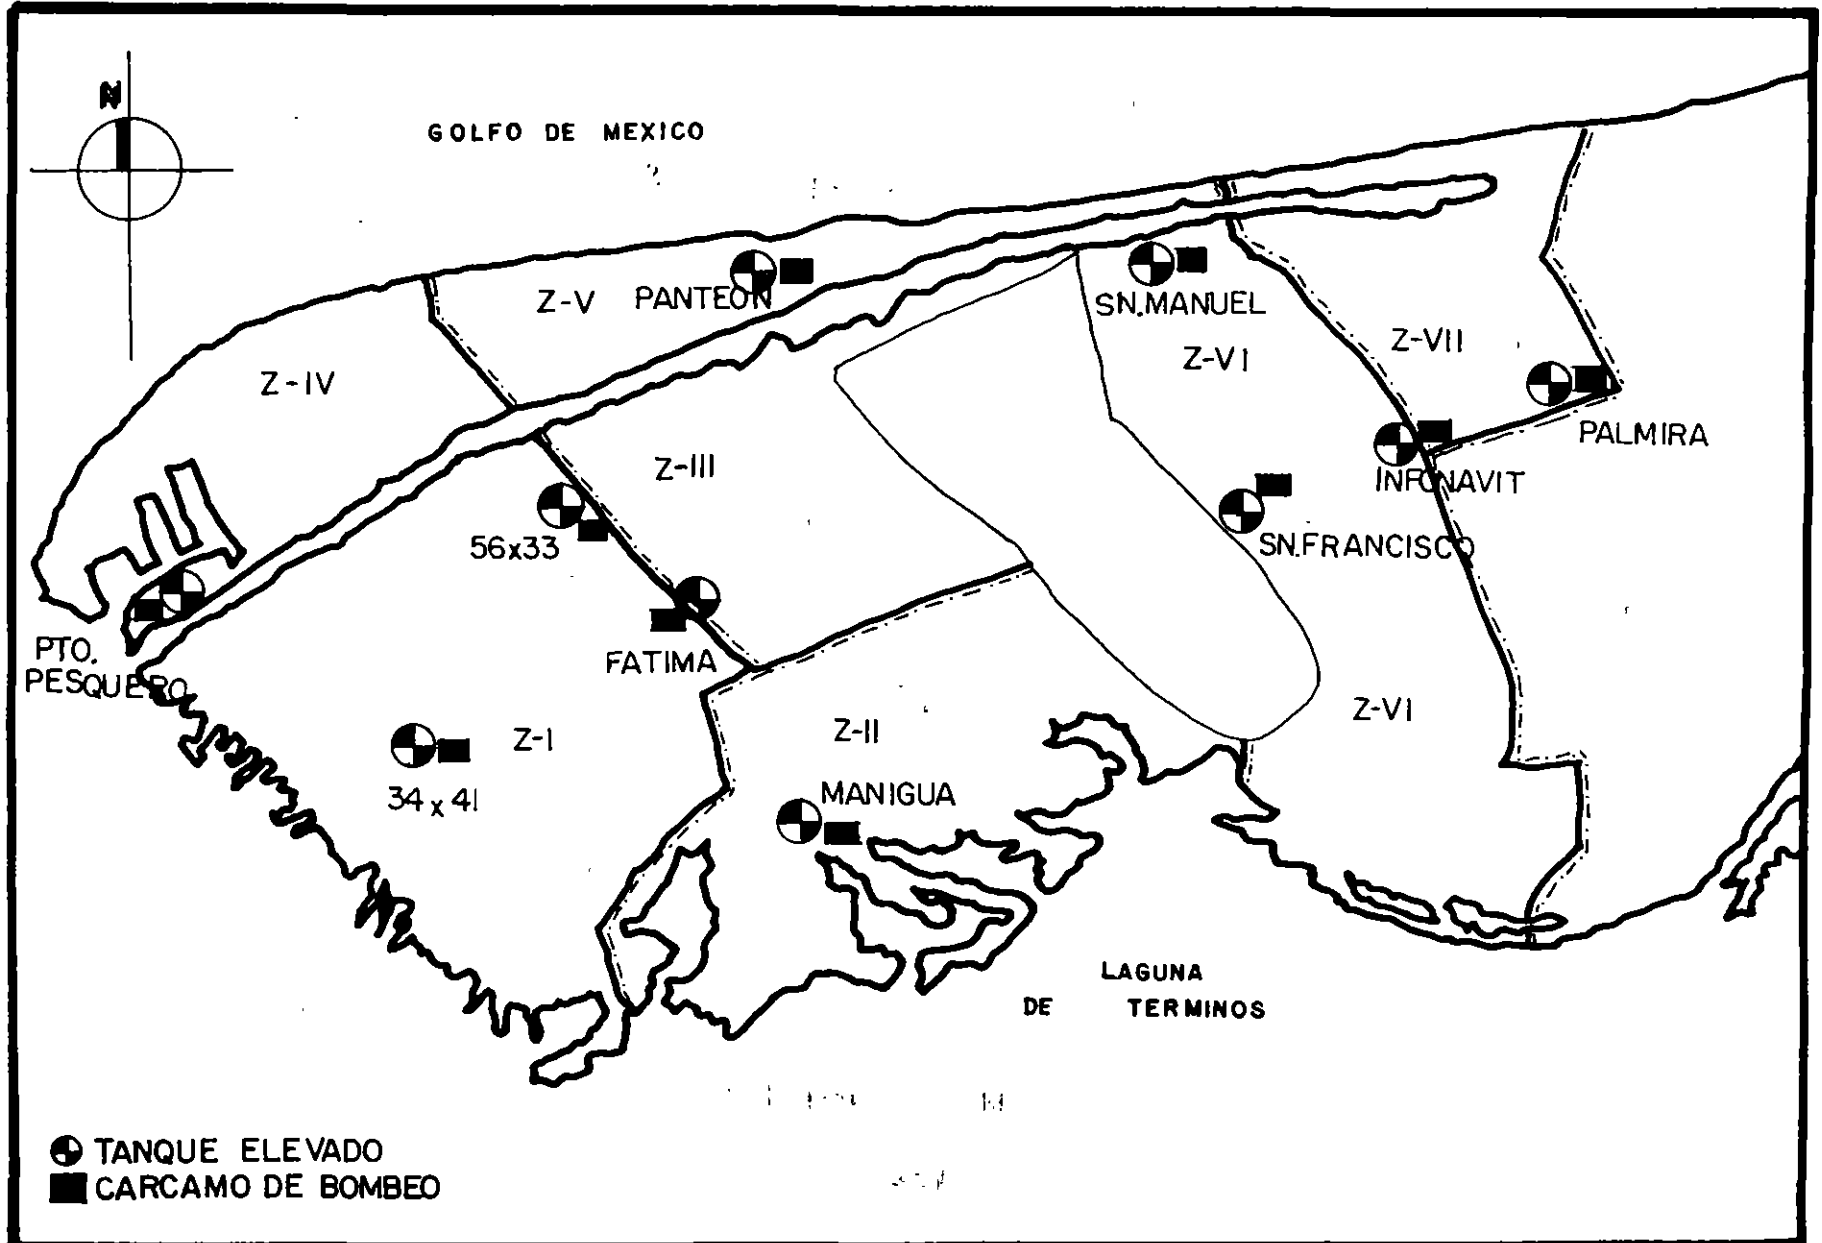 N
GOLFO DE MEXICO
Z-V PANTEON
SN.MANUEL
Z-VI
Z-VII
Z-IV
PALMIRA
Z-III
INFONAVIT
56x33
SN.FRANCISCO
PTO.
PESQUERO
FATIMA
Z-I
Z-II
Z-VI
34 x 41
MANIGUA
LAGUNA
DE TERMINOS
TANQUE ELEVADO
CARCAMO DE BOMBEO